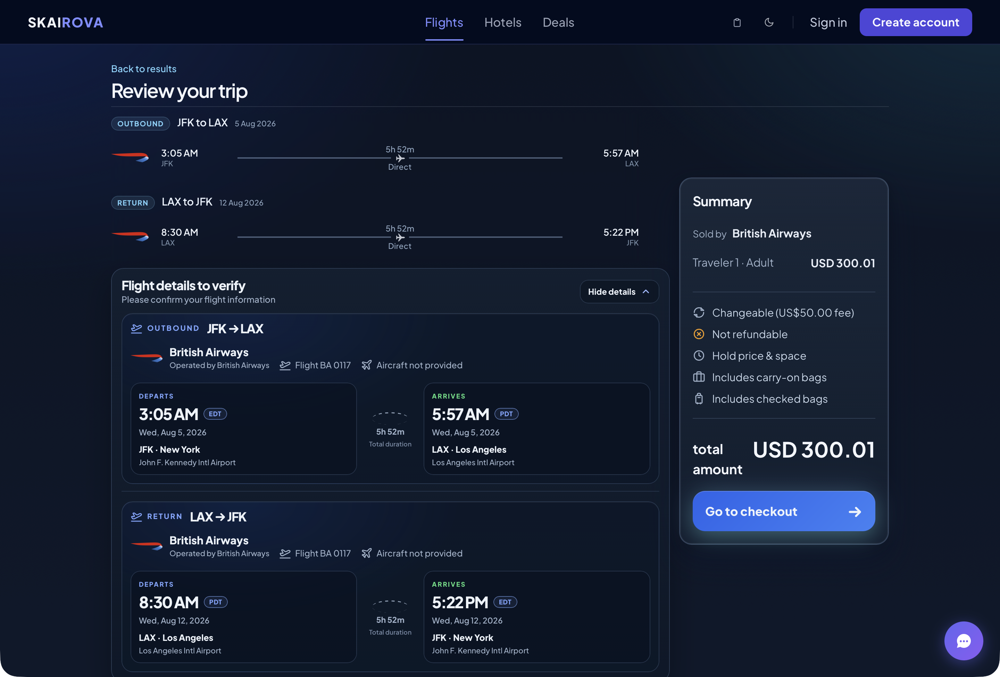 SKAIROVA
Flights
Hotels
Deals
Sign in
Create account
Back to results
Review your trip
OUTBOUND JFK to LAX 5 Aug 2026
3:05 AM
JFK
5h 52m
Direct
5:57 AM
LAX
RETURN LAX to JFK 12 Aug 2026
8:30 AM
LAX
5h 52m
Direct
5:22 PM
JFK
Flight details to verify
Please confirm your flight information
Hide details
OUTBOUND JFK → LAX
British Airways
Operated by British Airways Flight BA 0117 Aircraft not provided
DEPARTS
3:05 AM EDT
Wed, Aug 5, 2026
JFK · New York
John F. Kennedy Intl Airport
5h 52m
Total duration
ARRIVES
5:57 AM PDT
Wed, Aug 5, 2026
LAX · Los Angeles
Los Angeles Intl Airport
RETURN LAX → JFK
British Airways
Operated by British Airways Flight BA 0117 Aircraft not provided
DEPARTS
8:30 AM PDT
Wed, Aug 12, 2026
LAX · Los Angeles
Los Angeles Intl Airport
5h 52m
Total duration
ARRIVES
5:22 PM EDT
Wed, Aug 12, 2026
JFK · New York
John F. Kennedy Intl Airport
Summary
Sold by British Airways
Traveler 1 · Adult USD 300.01
Changeable (US$50.00 fee)
Not refundable
Hold price & space
Includes carry-on bags
Includes checked bags
total amount USD 300.01
Go to checkout →